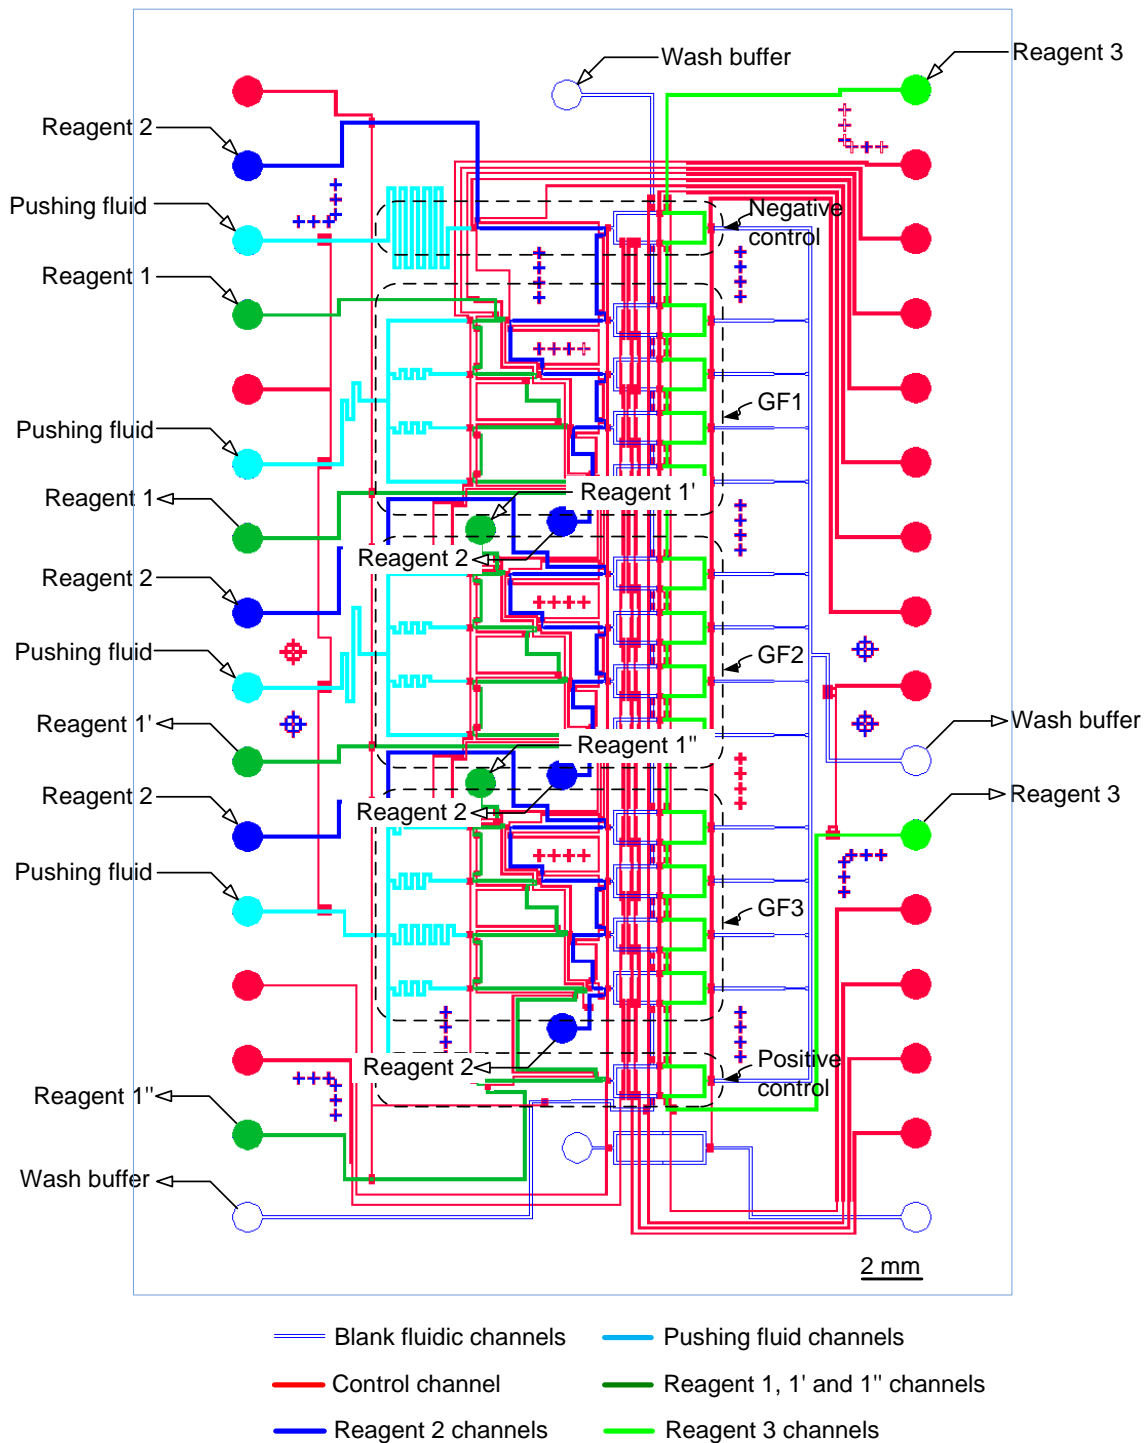 Wash buffer
Reagent 3
Reagent 2
Pushing fluid
Negative
control
Reagent 1
GF1
Pushing fluid
Reagent 1
Reagent 1'
Reagent 2
Reagent 2
Pushing fluid
GF2
Reagent 1'
Wash buffer
Reagent 1"
Reagent 2
Reagent 3
Reagent 2
Pushing fluid
GF3
Reagent 2
Positive
control
Reagent 1"
Wash buffer
2 mm
Blank fluidic channels
Pushing fluid channels
Control channel
Reagent 1, 1' and 1" channels
Reagent 2 channels
Reagent 3 channels